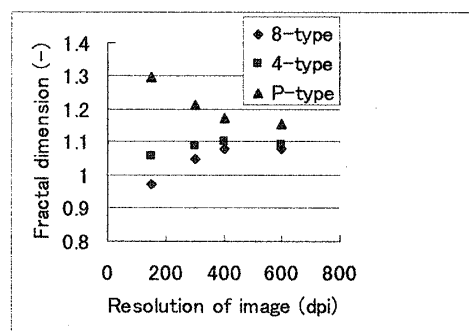 8-type
4-type
P-type
Fractal dimension (-)
1.4
1.3
1.2
1.1
1
0.9
0.8
0 200 400 600 800
Resolution of image (dpi)